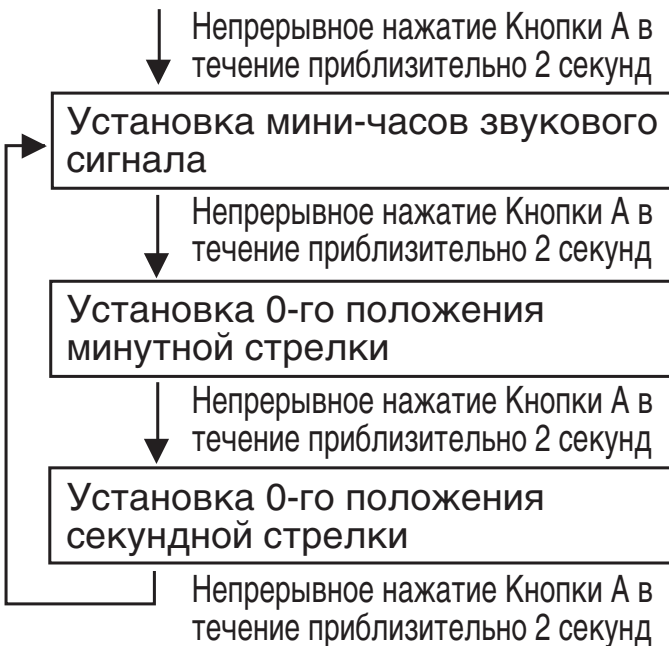 Непрерывное нажатие Кнопки А в
течение приблизительно 2 секунд
Установка мини-часов звукового
сигнала
Непрерывное нажатие Кнопки А в
течение приблизительно 2 секунд
Установка 0-го положения
минутной стрелки
Непрерывное нажатие Кнопки А в
течение приблизительно 2 секунд
Установка 0-го положения
секундной стрелки
Непрерывное нажатие Кнопки А в
течение приблизительно 2 секунд